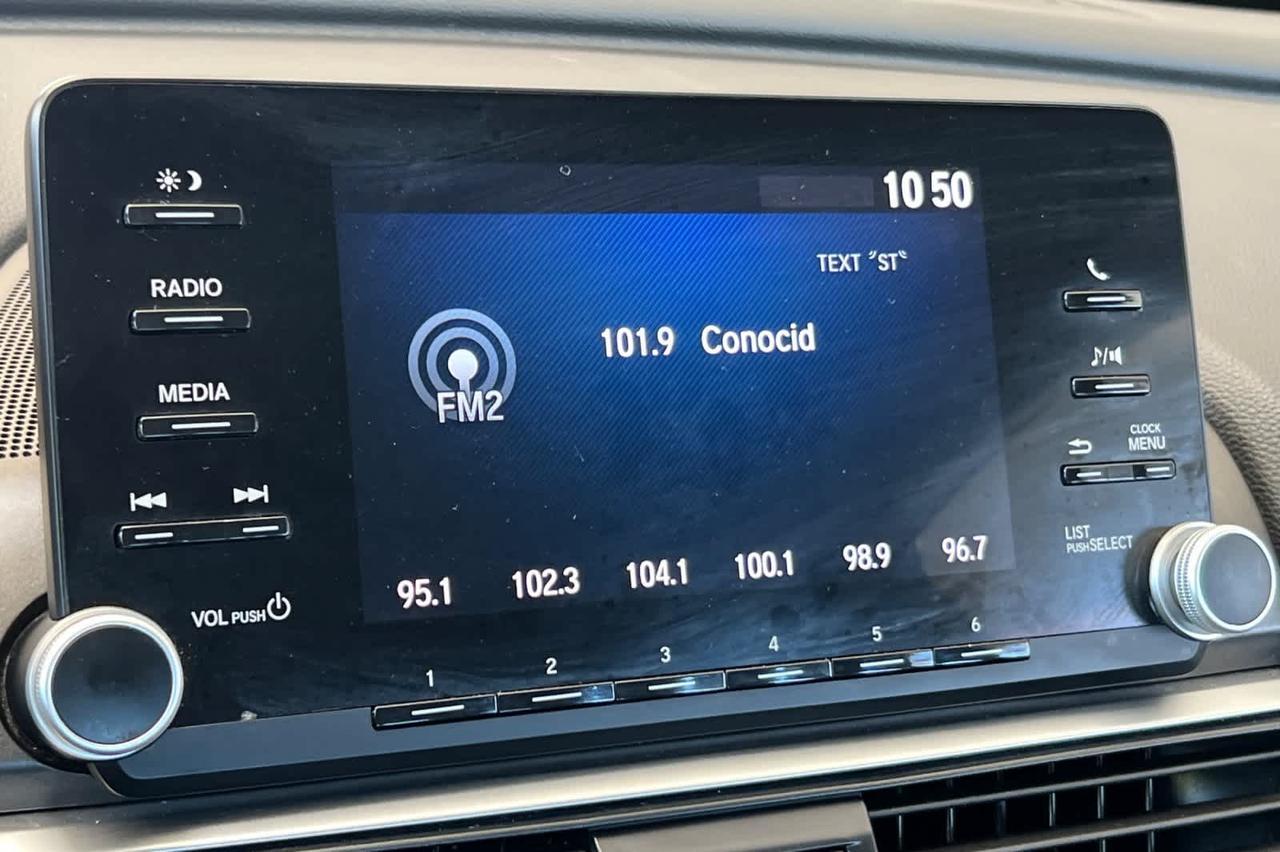 10 50
TEXT "ST"
RADIO
101.9 Conocid
FM2
MEDIA
CLOCK
MENU
LIST
PUSH SELECT
95.1 102.3 104.1 100.1 98.9 96.7
VOL PUSH
1 2 3 4 5 6